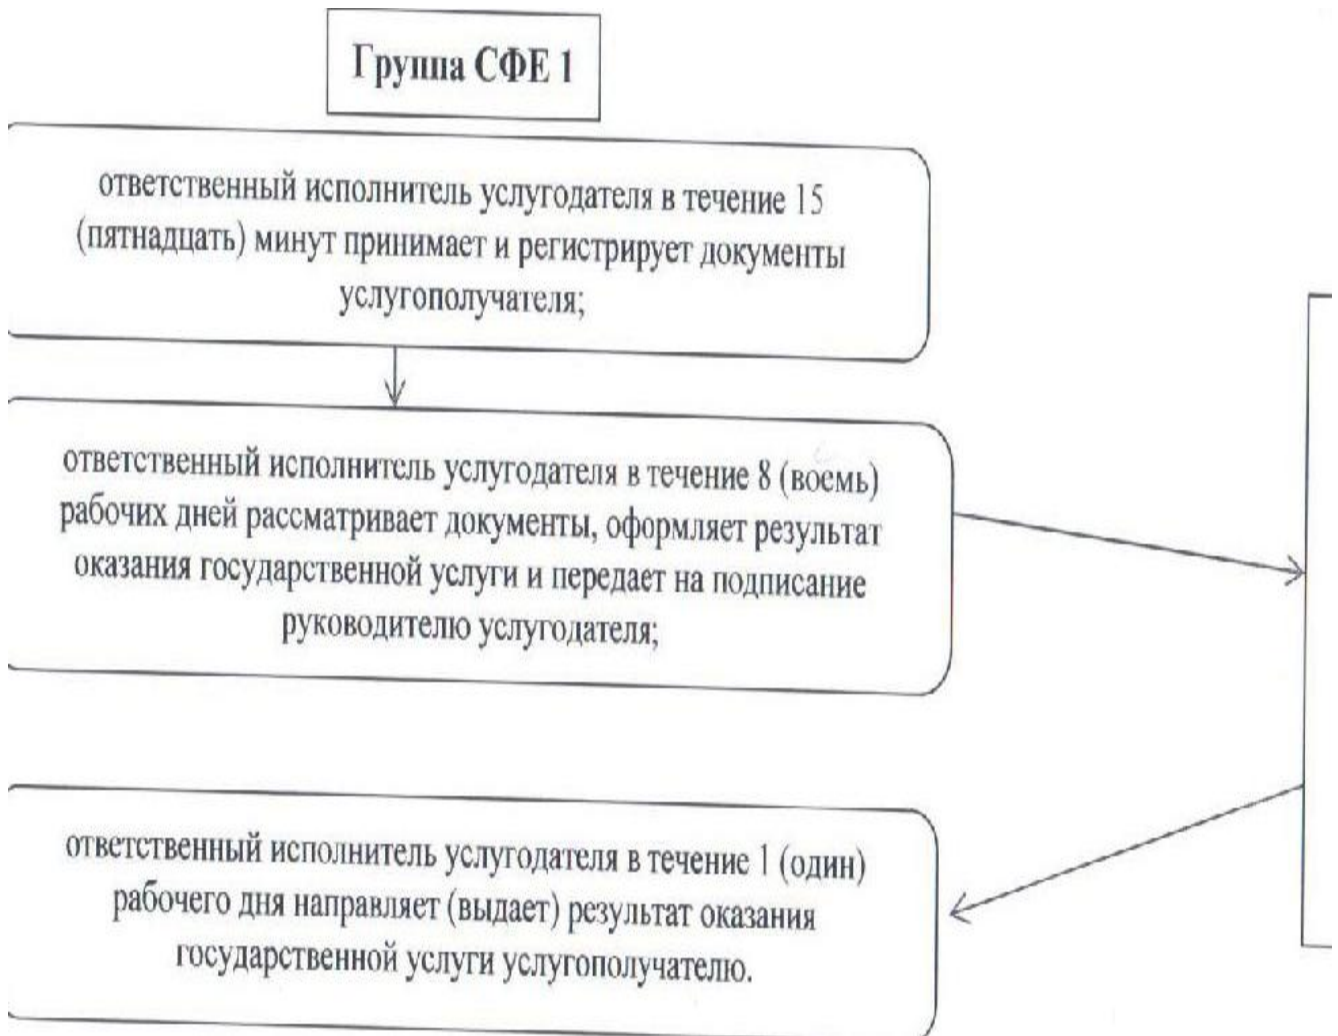 Группа СФЕ 1
ответственный исполнитель услугодателя в течение 15
(пятнадцать) минут принимает и регистрирует документы
услугополучателя;
ответственный исполнитель услугодателя в течение 8 (воемь)
рабочих дней рассматривает документы, оформляет результат
оказания государственной услуги и передает на подписание
руководителю услугодателя;
ответственный исполнитель услугодателя в течение 1 (один)
рабочего дня направляет (выдает) результат оказания
государственной услуги услугополучателю.